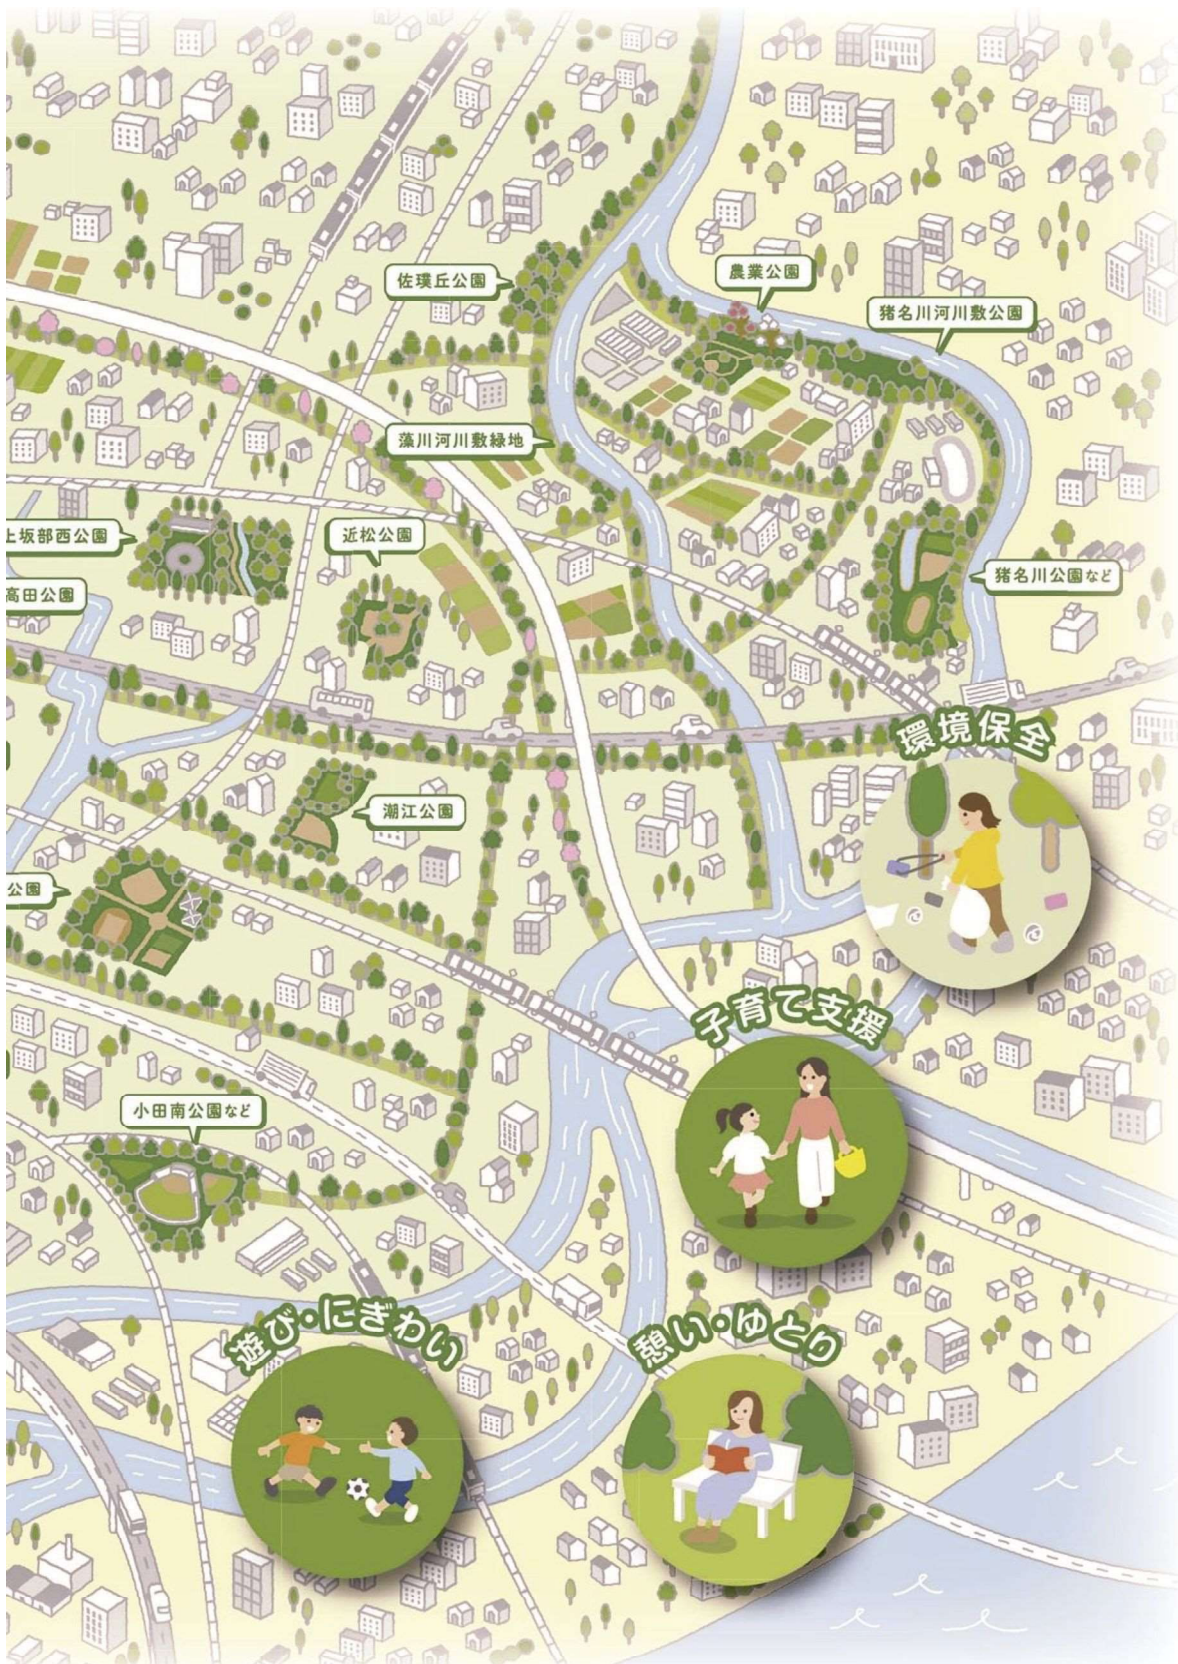 佐璞丘公園
農業公園
猪名川河川敷公園
藻川河川敷緑地
上坂部西公園
近松公園
高田公園
猪名川公園など
環境保全
潮江公園
公園
子育て支援
小田南公園など
遊び・にぎわい
憩い・ゆとり